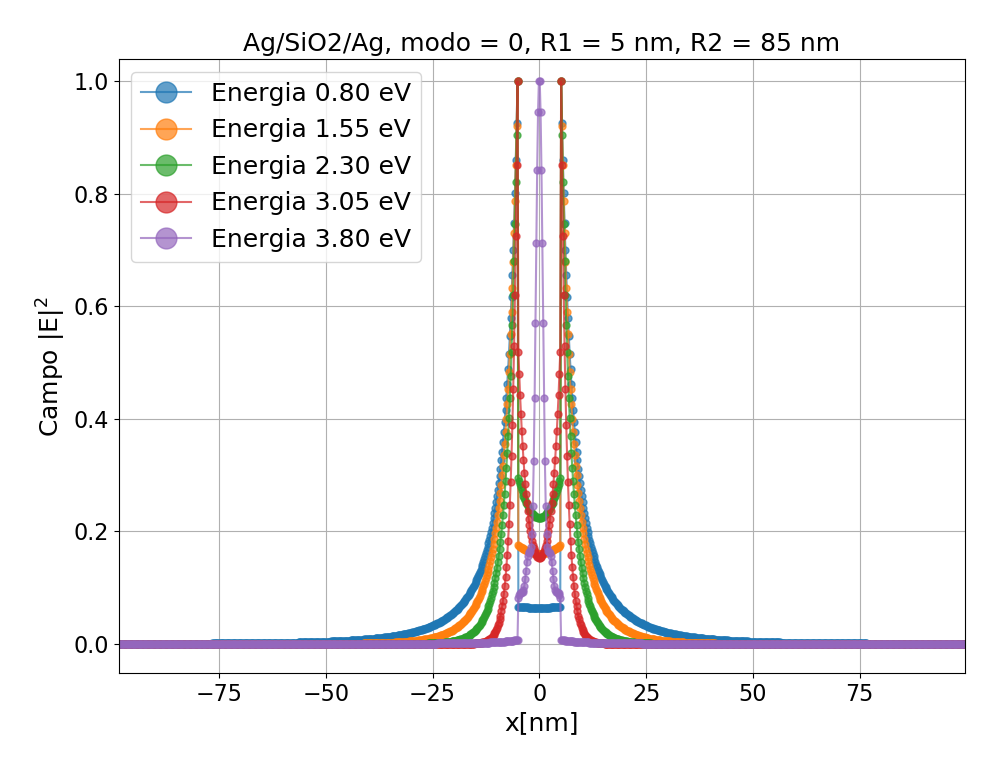 Ag/SiO2/Ag, modo = 0, R1 = 5 nm, R2 = 85 nm
Energia 0.80 eV
Energia 1.55 eV
Energia 2.30 eV
Energia 3.05 eV
Energia 3.80 eV
Campo |E|²
1.0
0.8
0.6
0.4
0.2
0.0
−75 −50 −25 0 25 50 75
x[nm]